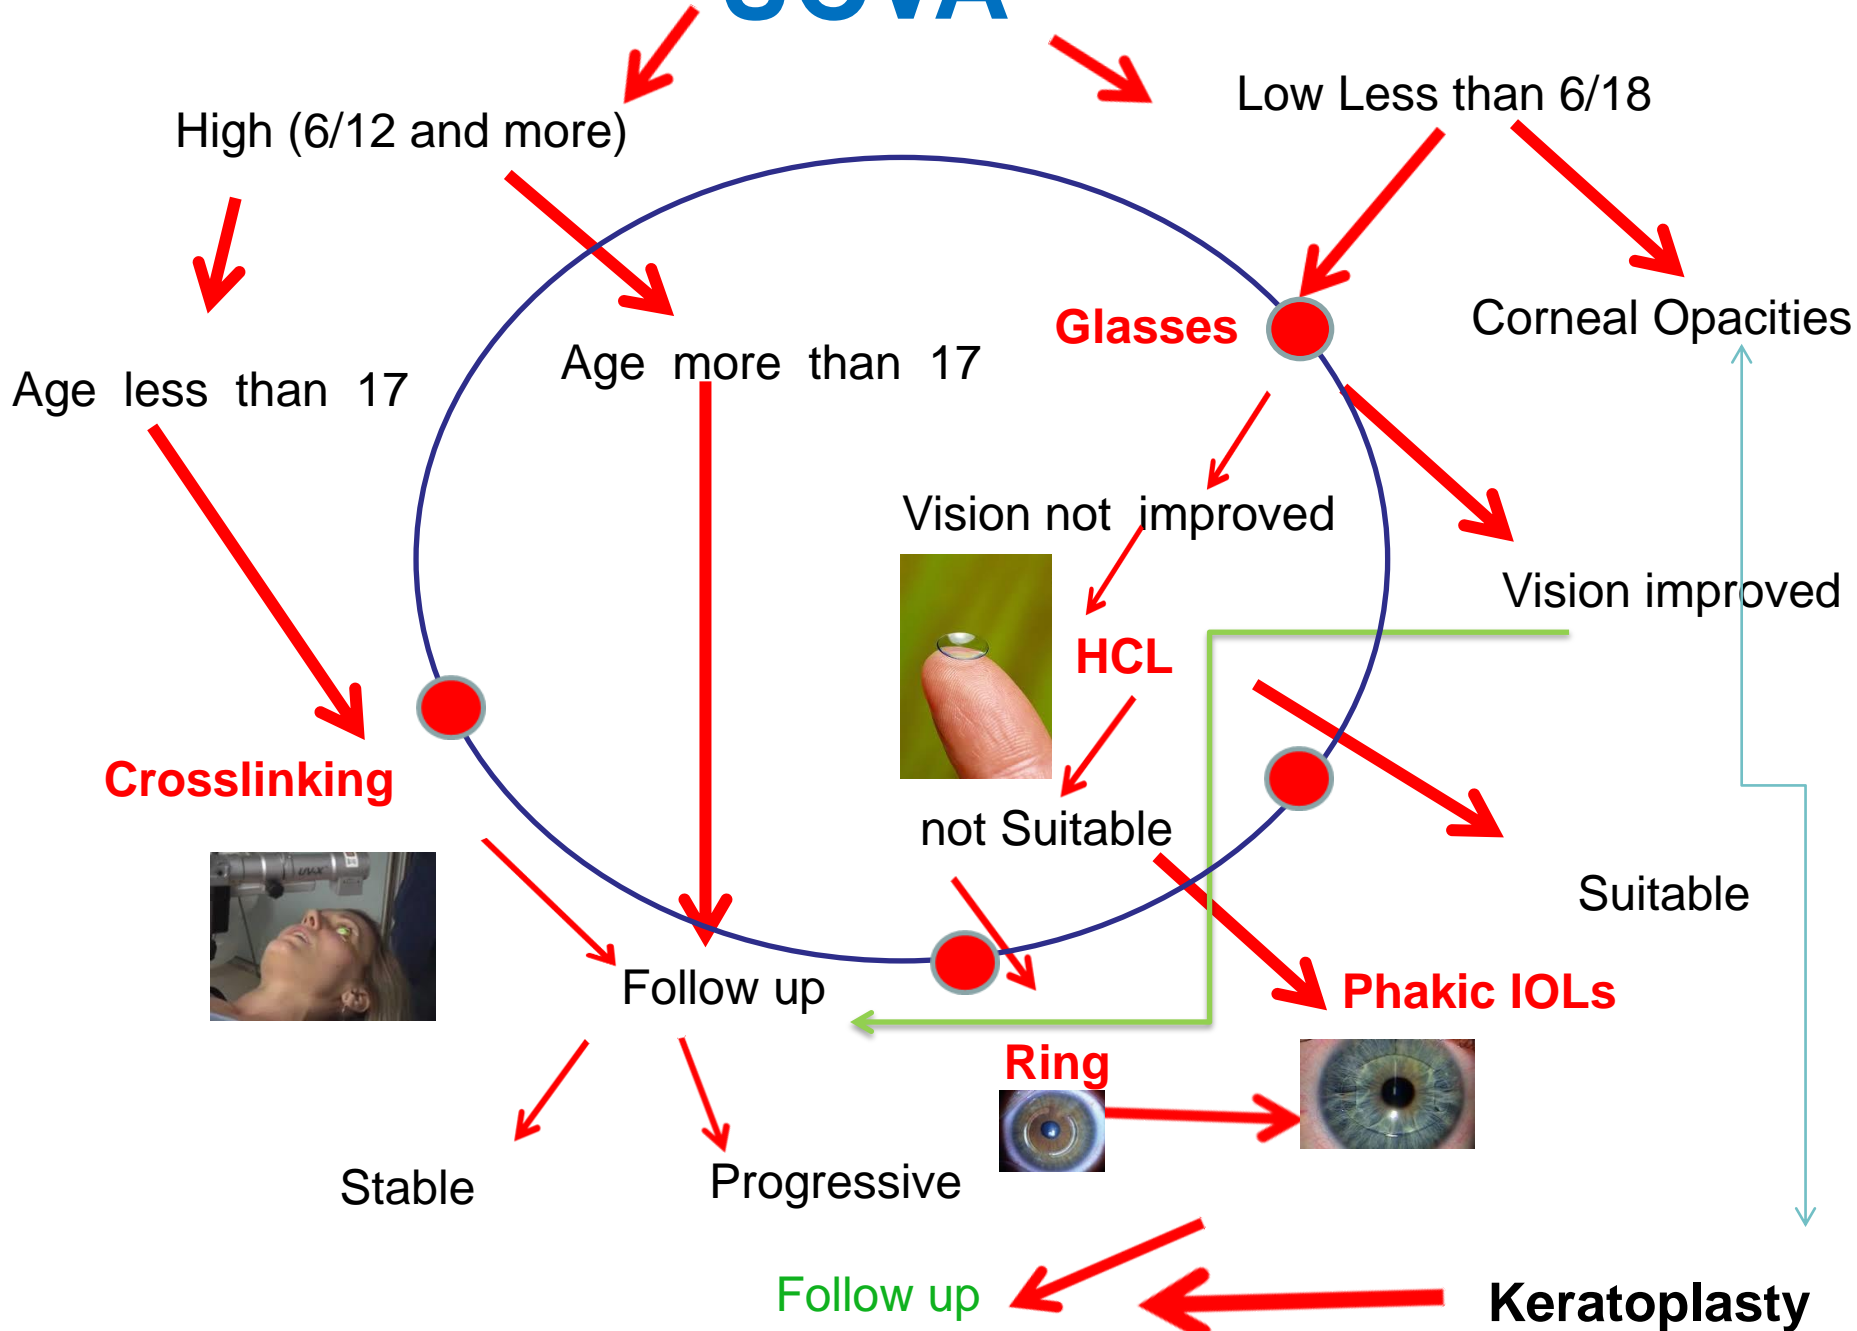 UCVA
Low Less than 6/18
High (6/12 and more)
Corneal Opacities
Glasses
Age more than 17
Age less than 17
Vision not improved
Vision improved
HCL
Crosslinking
not Suitable
Suitable
Follow up
Phakic IOLs
Ring
Stable
Progressive
Follow up
Keratoplasty